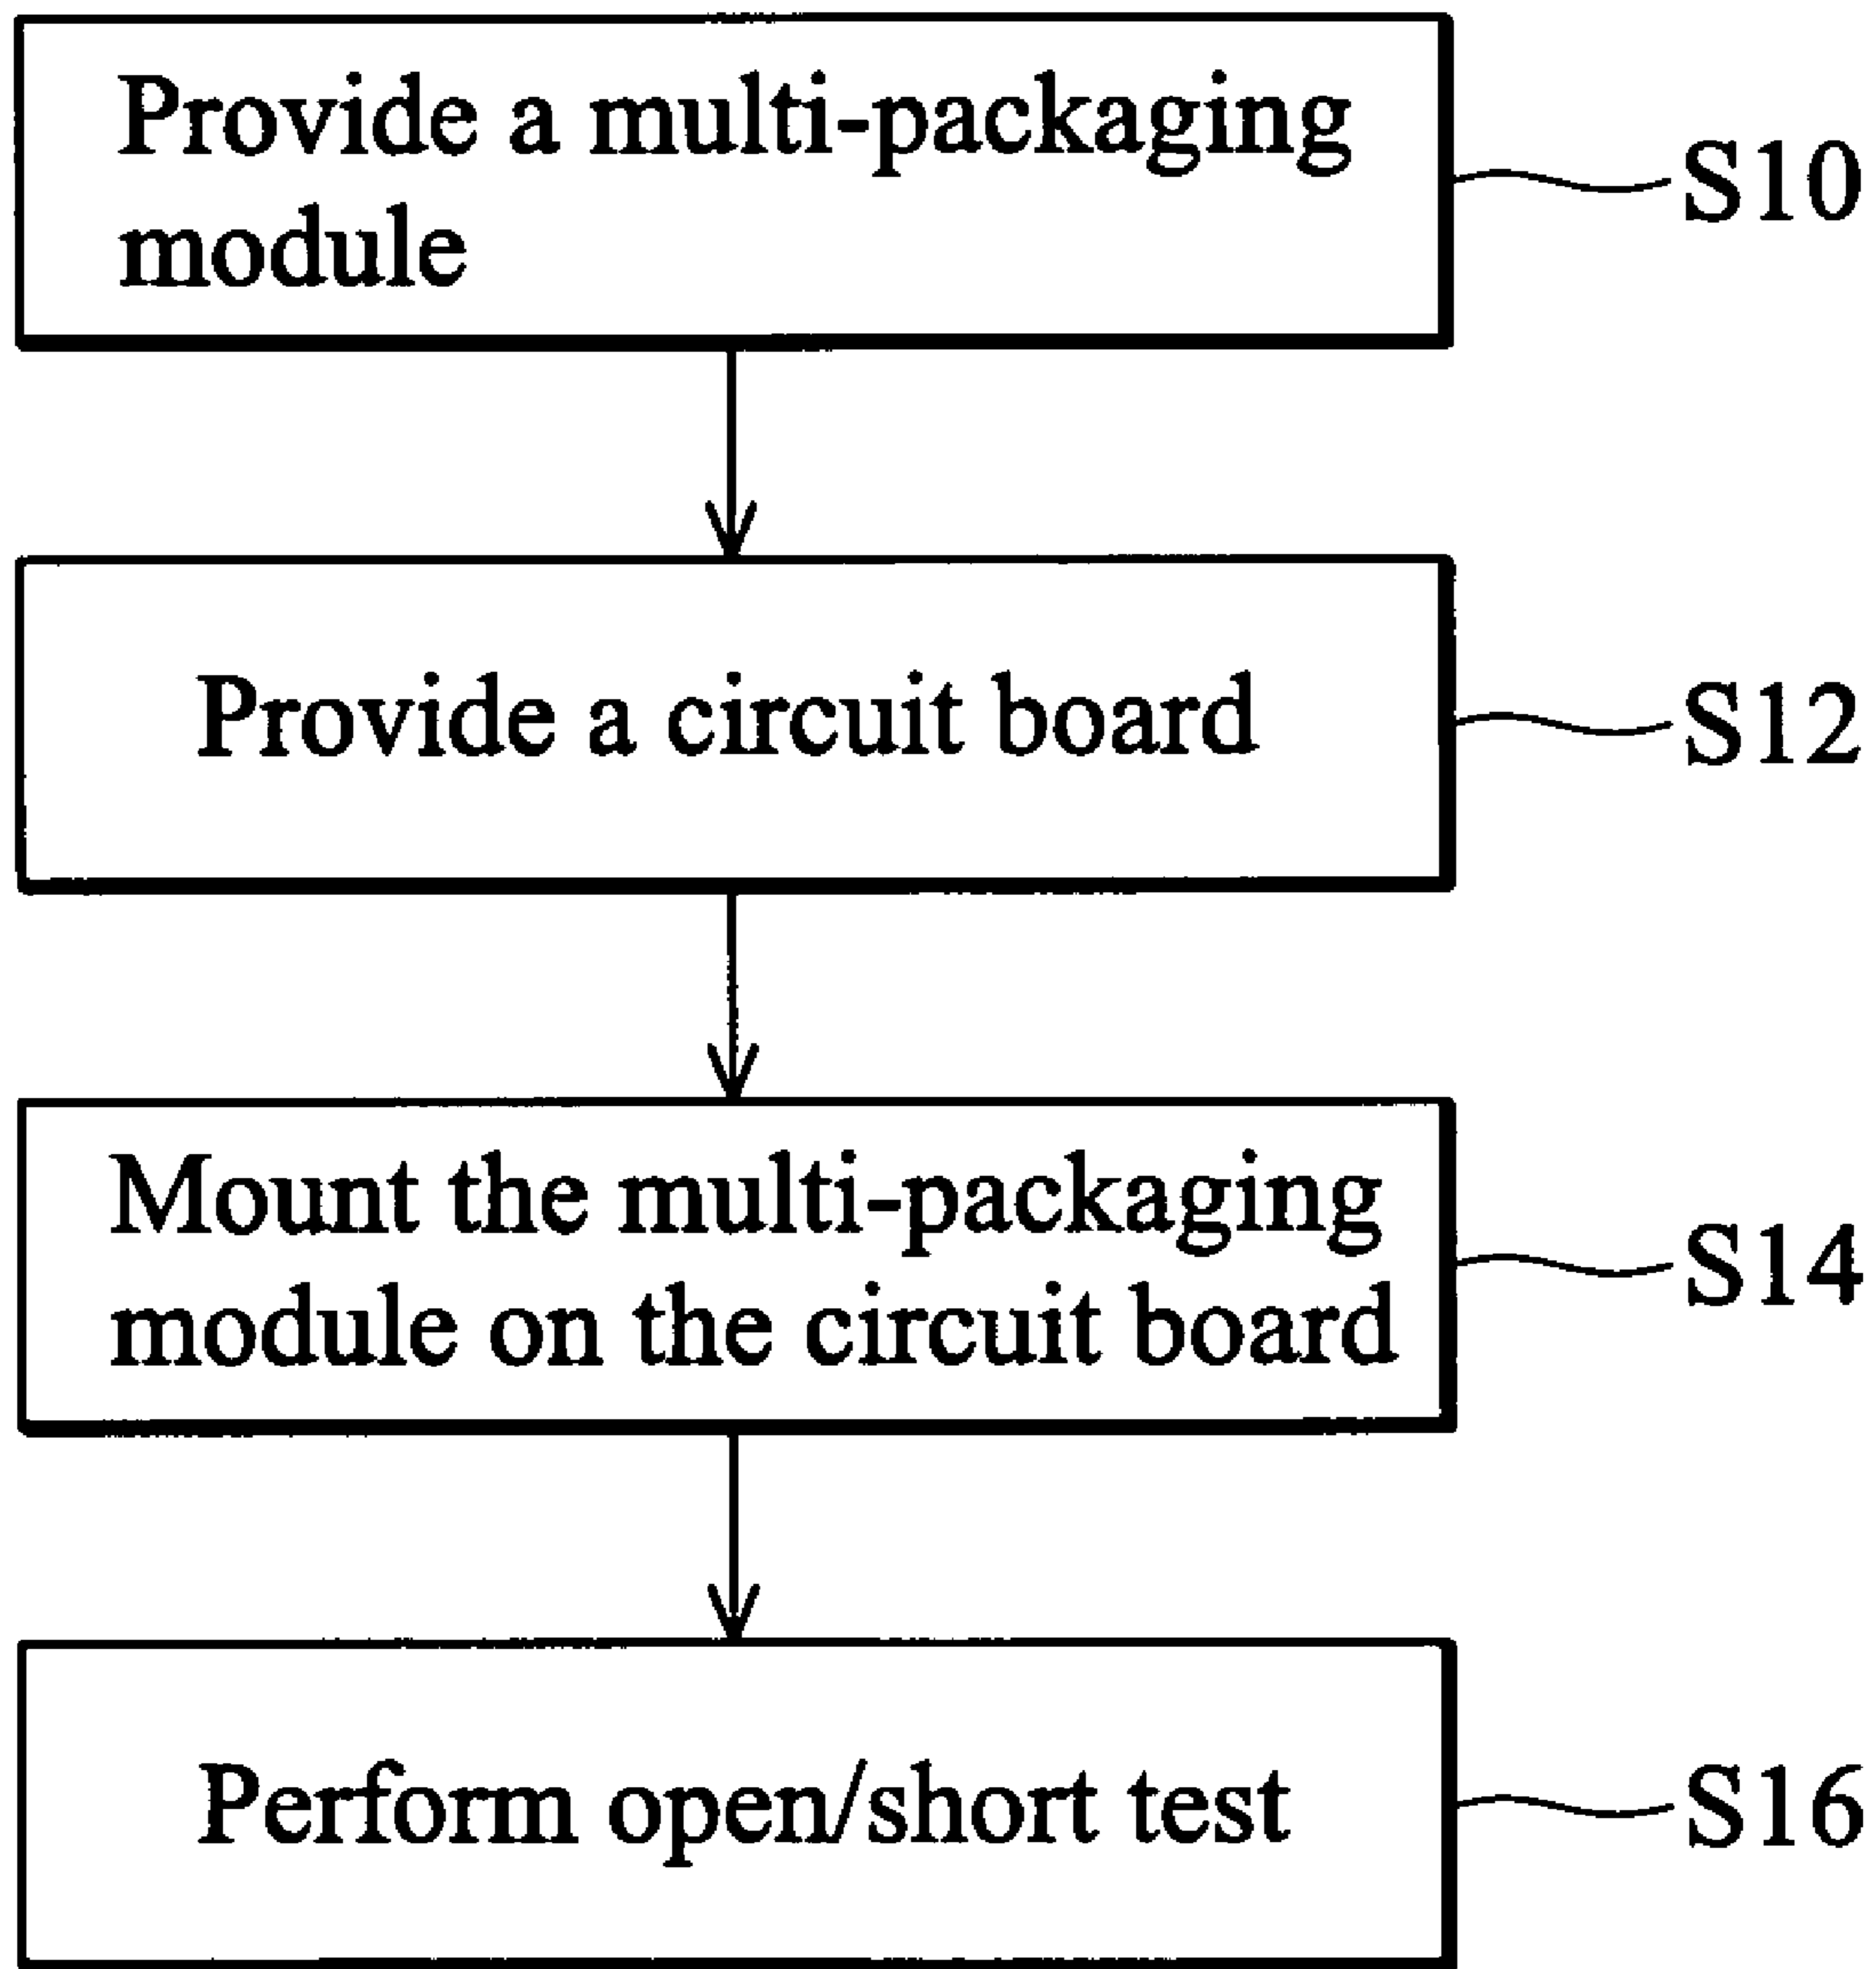 Provide a multi-packaging
module
S10
Provide a circuit board
S12
Mount the multi-packaging
module on the circuit board
S14
Perform open/short test
S16